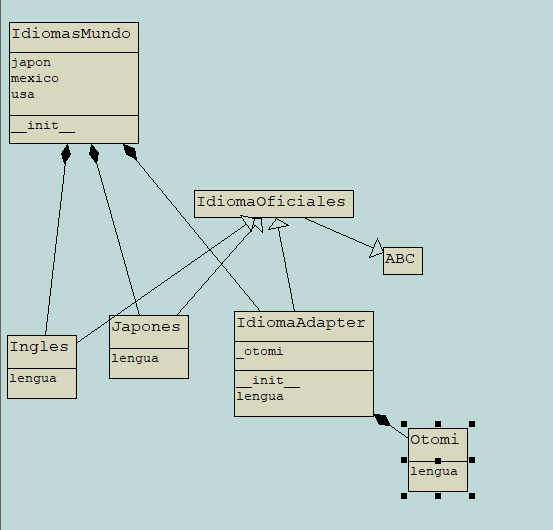 IdiomasMundo
japon
mexico
usa
__init__
IdiomaOficiales
ABC
Ingles
lengua
Japones
lengua
IdiomaAdapter
_otomi
__init__
lengua
Otomi
lengua